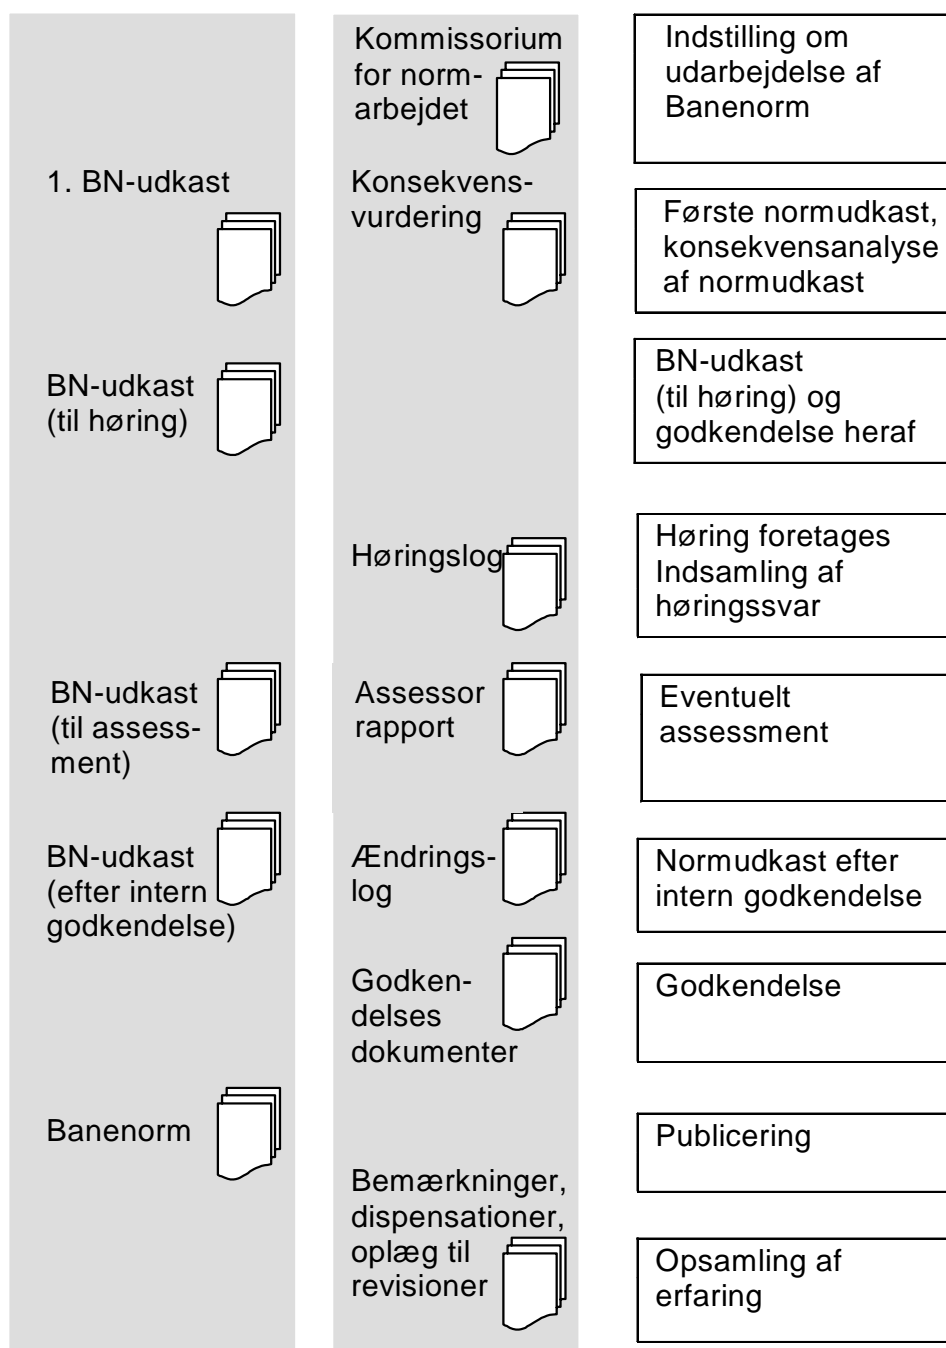 Kommissorium
for norm-
arbejdet
Indstilling om
udarbejdelse af
Banenorm
1. BN-udkast
Konsekvens-
vurdering
Første normudkast,
konsekvensanalyse
af normudkast
BN-udkast
(til høring)
BN-udkast
(til høring) og
godkendelse heraf
Høringslog
Høring foretages
Indsamling af
høringssvar
BN-udkast
(til assess-
ment)
Assessor
rapport
Eventuelt
assessment
BN-udkast
(efter intern
godkendelse)
Ændrings-
log
Normudkast efter
intern godkendelse
Godken-
delses
dokumenter
Godkendelse
Banenorm
Publicering
Bemærkninger,
dispensationer,
oplæg til
revisioner
Opsamling af
erfaring